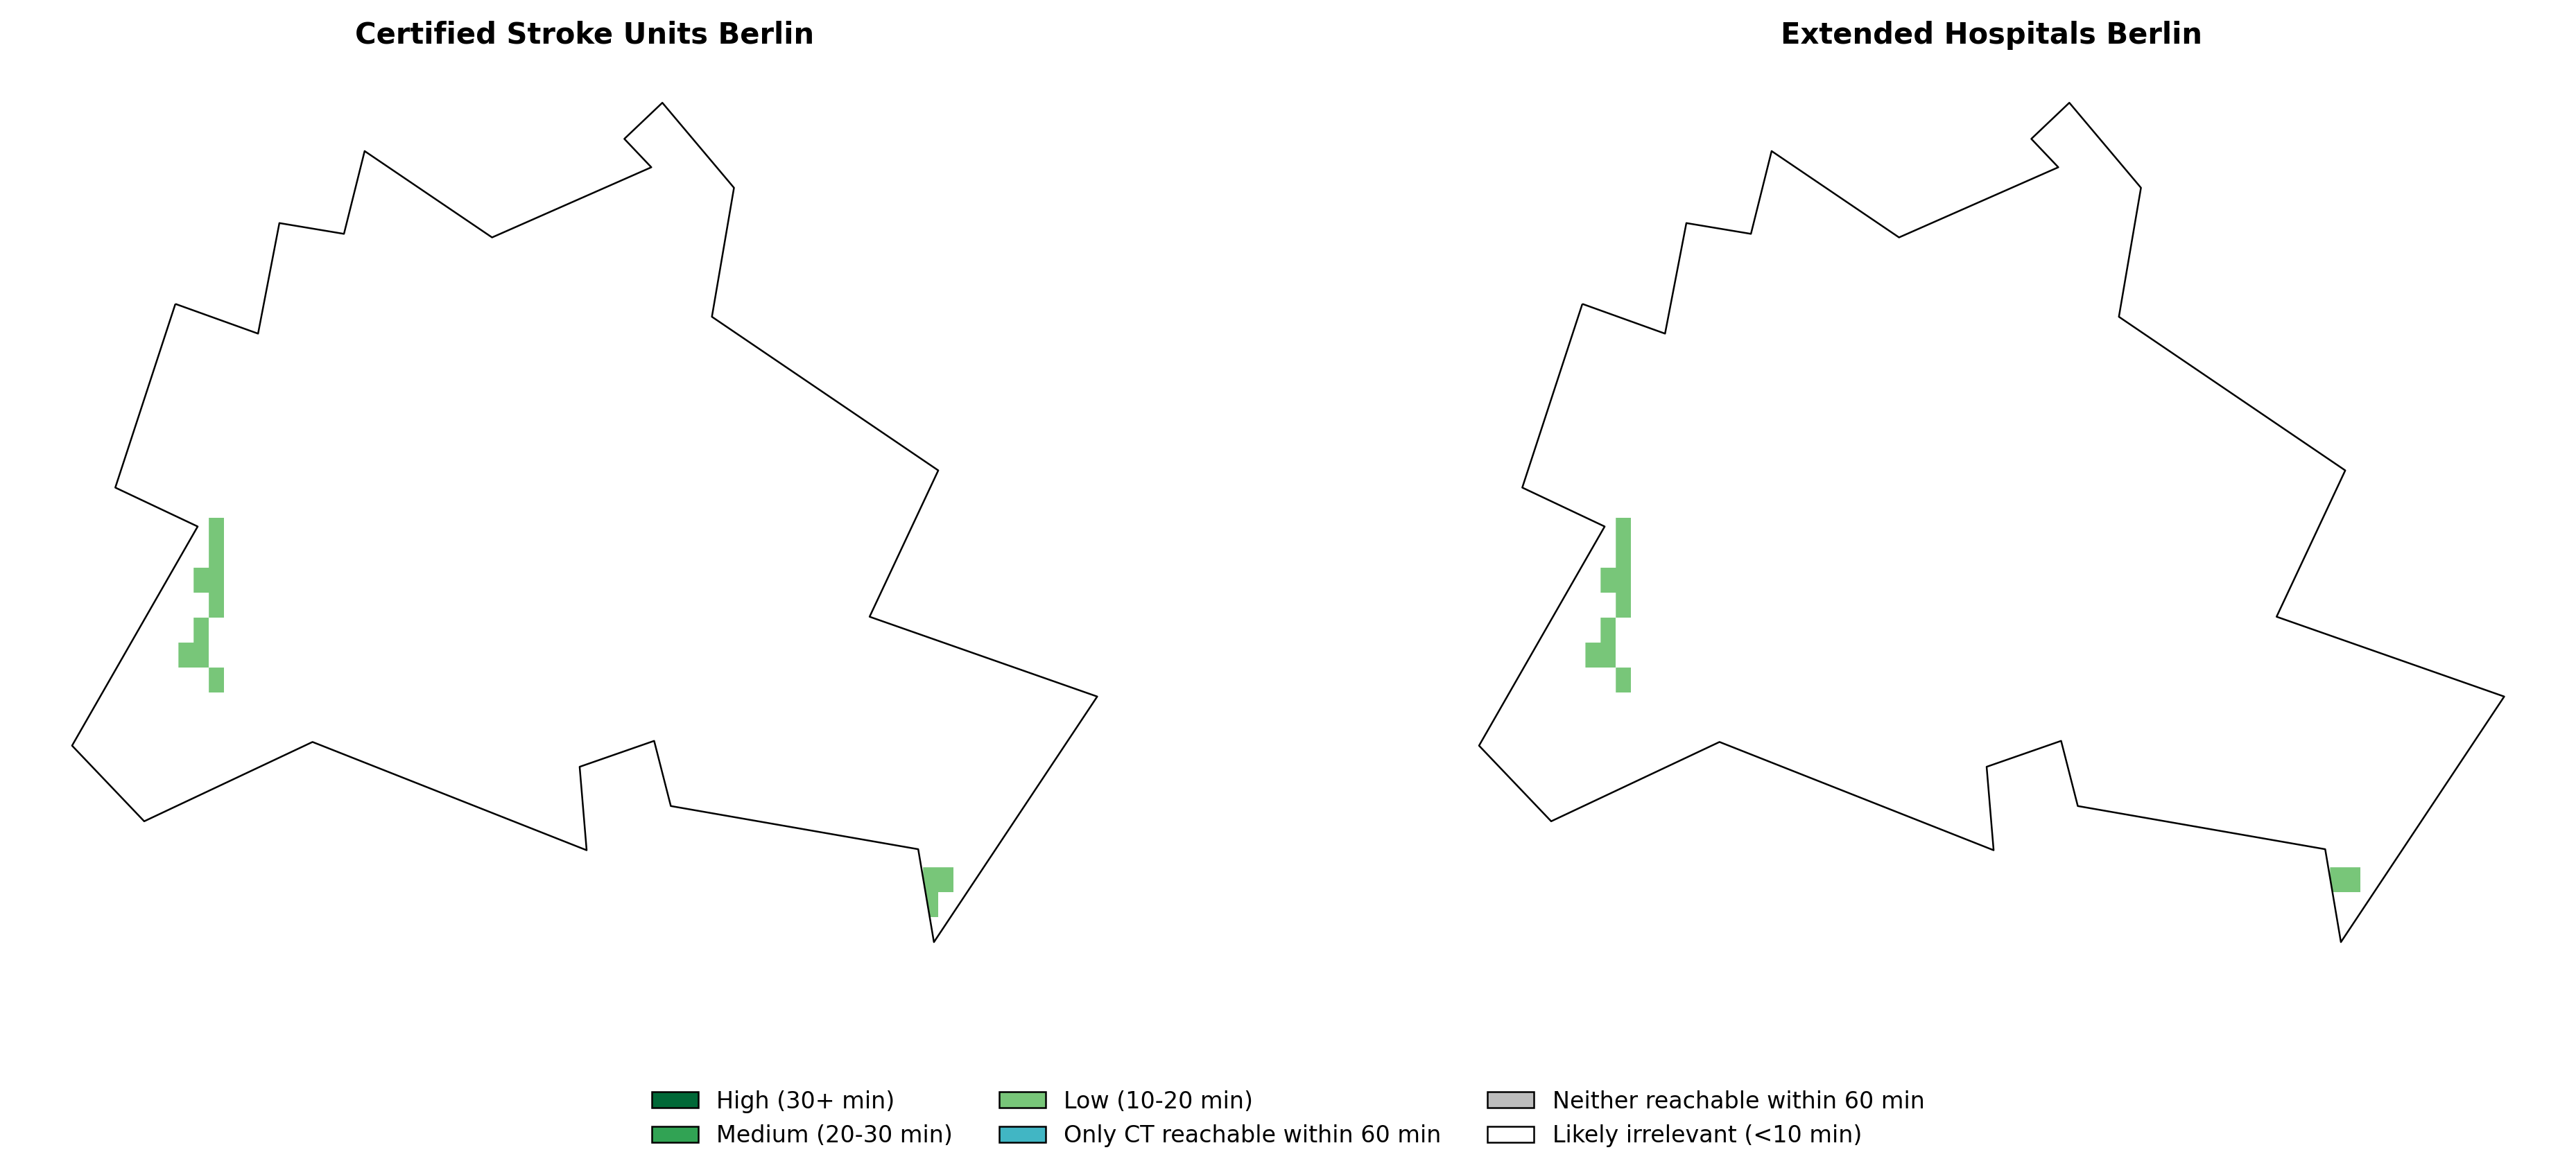 Certified Stroke Units Berlin
Extended Hospitals Berlin
High (30+ min)
Medium (20-30 min)
Low (10-20 min)
Only CT reachable within 60 min
Neither reachable within 60 min
Likely irrelevant (<10 min)